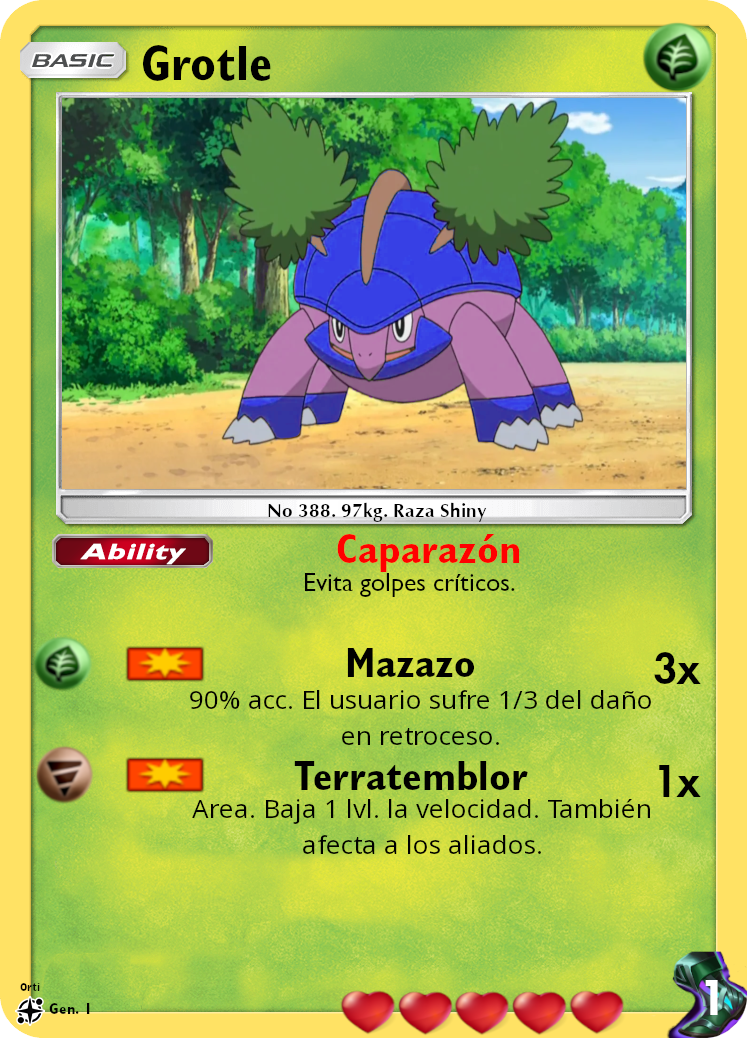 BASIC Grotle
No 388. 97kg. Raza Shiny
Ability Caparazón
Evita golpes críticos.
Mazazo 3x
90% acc. El usuario sufre 1/3 del daño
en retroceso.
Terratemblor 1x
Area. Baja 1 lvl. la velocidad. También
afecta a los aliados.
Orti
Gen. 1
1